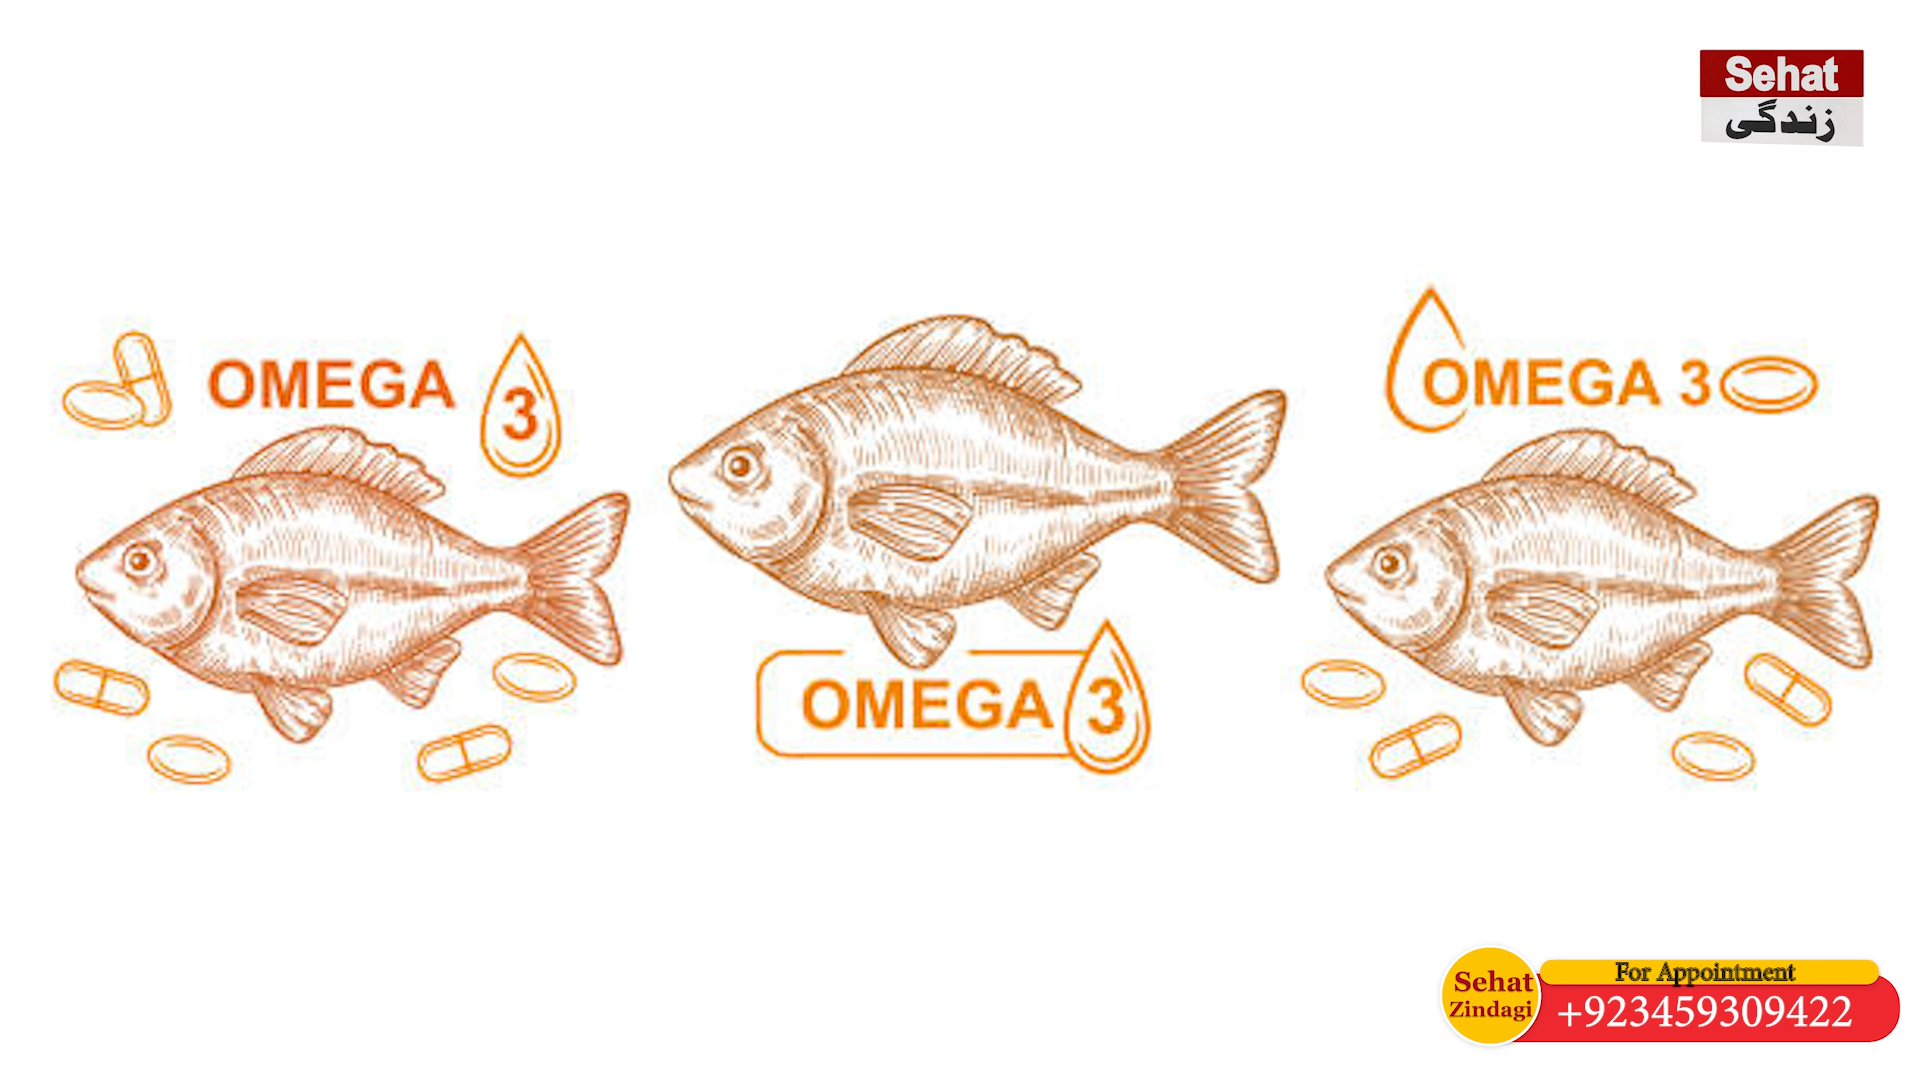 Sehat
زندگی
OMEGA 3
OMEGA 3
OMEGA 3
For Appointment
Sehat
Zindagi
+923459309422